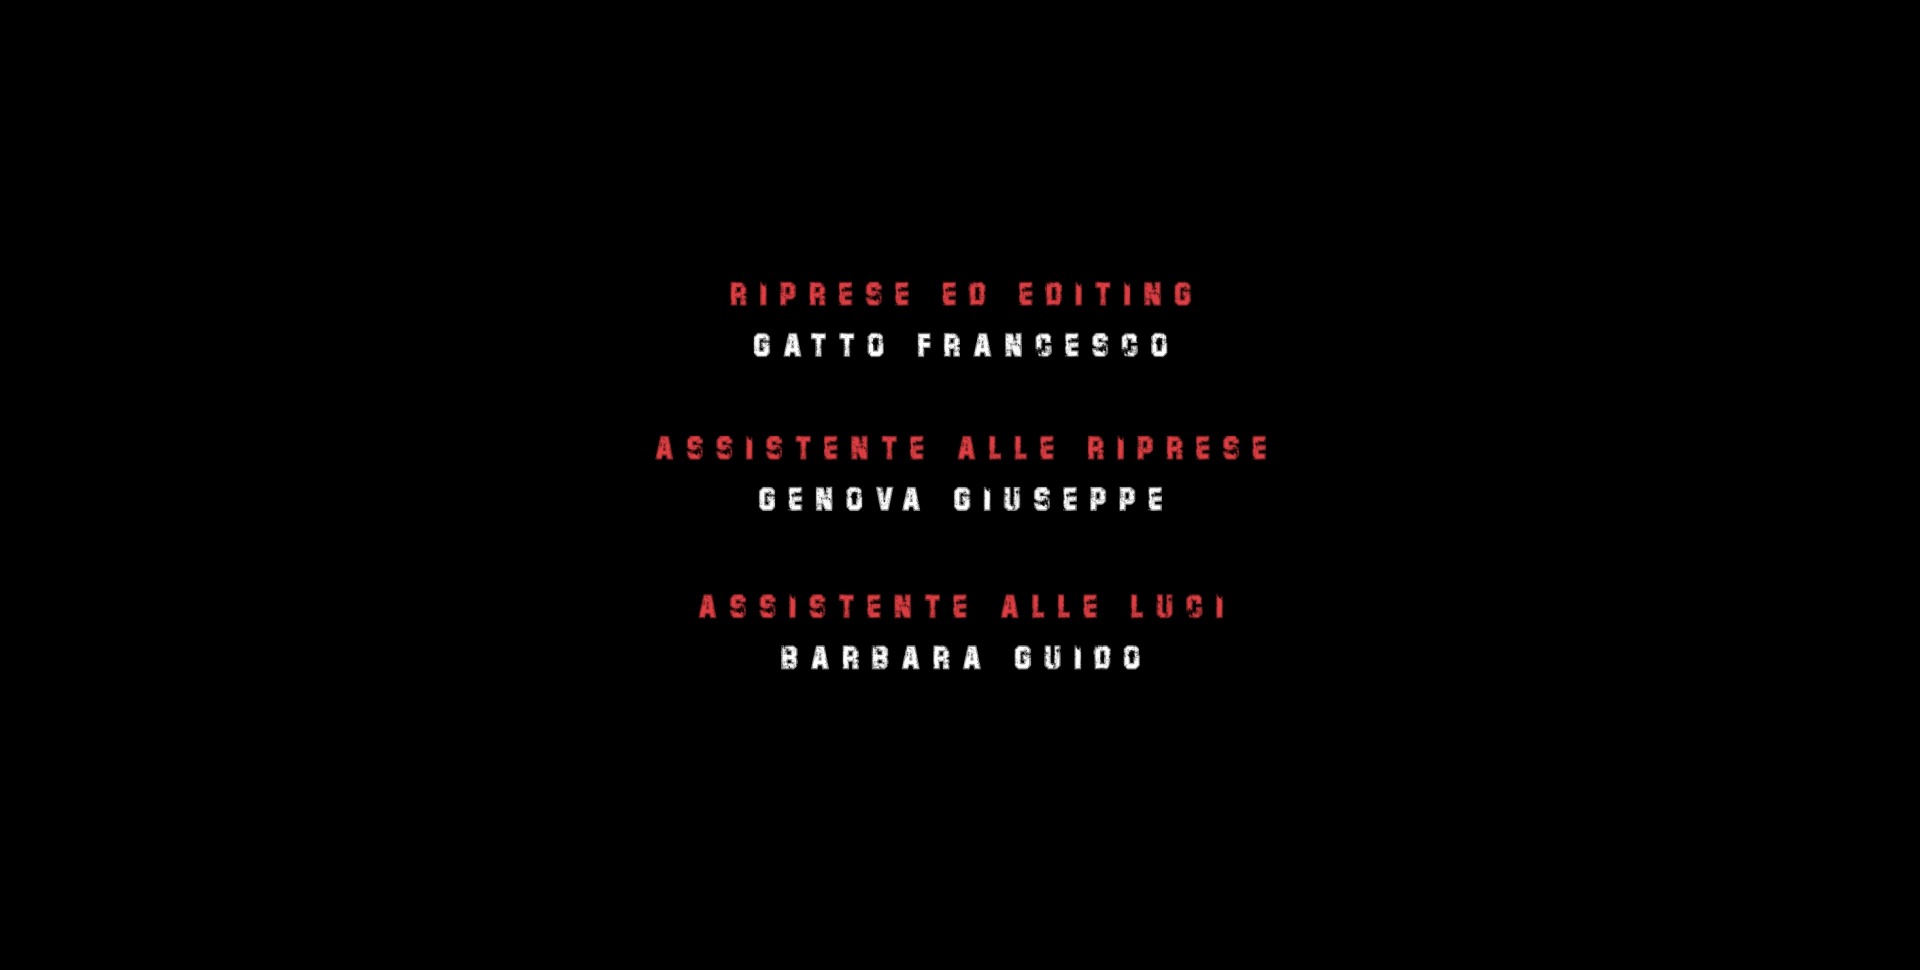 RIPRESE ED EDITING
GATTO FRANCESCO
ASSISTENTE ALLE RIPRESE
GENOVA GIUSEPPE
ASSISTENTE ALLE LUCI
BARBARA GUIDO